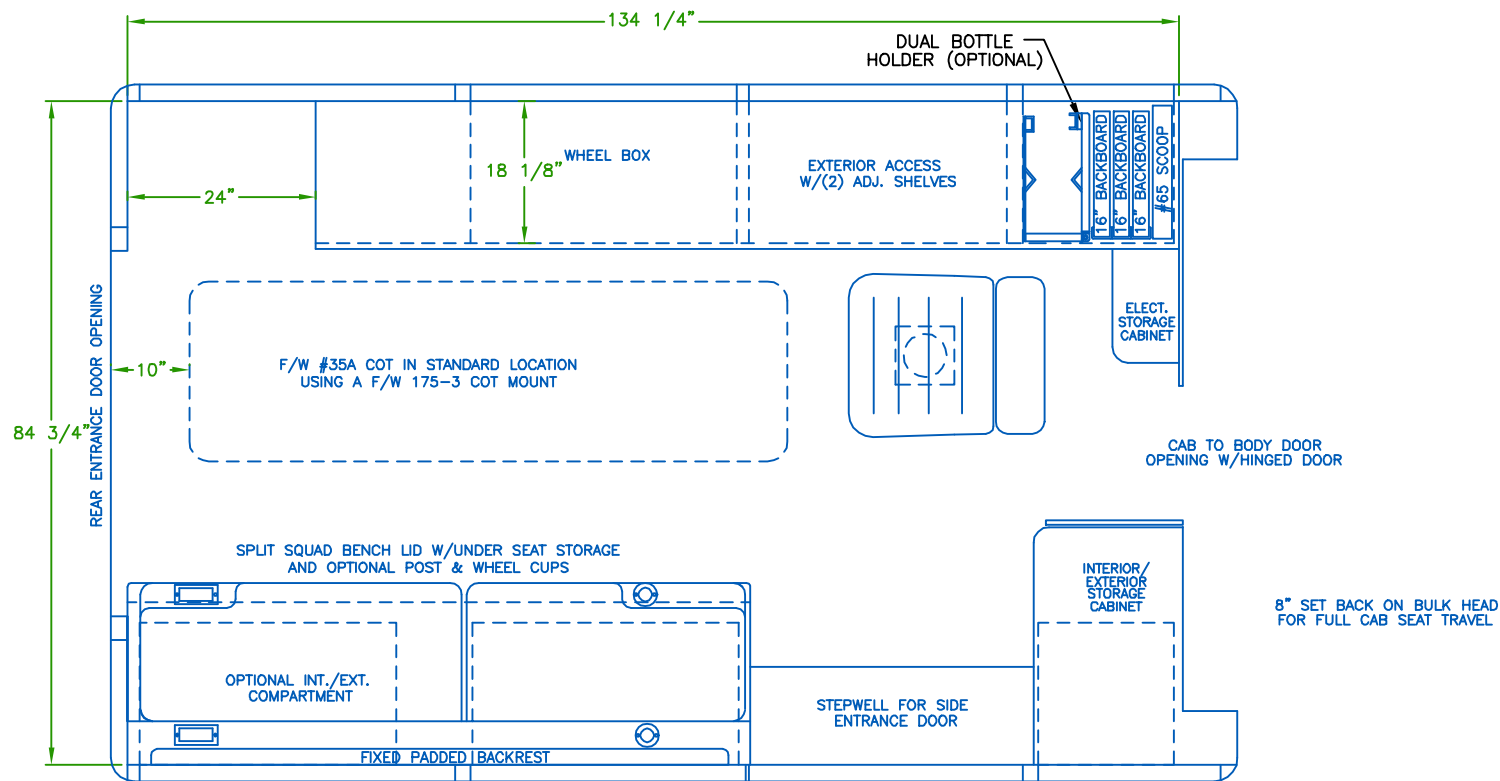 134 1/4"
DUAL BOTTLE
HOLDER (OPTIONAL)
WHEEL BOX
18 1/8"
EXTERIOR ACCESS
W/(2) ADJ. SHELVES
16" BACKBOARD
16" BACKBOARD
16" BACKBOARD
#65 SCOOP
24"
REAR ENTRANCE DOOR OPENING
ELECT.
STORAGE
CABINET
10"
F/W #35A COT IN STANDARD LOCATION
USING A F/W 175-3 COT MOUNT
84 3/4"
CAB TO BODY DOOR
OPENING W/HINGED DOOR
SPLIT SQUAD BENCH LID W/UNDER SEAT STORAGE
AND OPTIONAL POST & WHEEL CUPS
INTERIOR/
EXTERIOR
STORAGE
CABINET
8" SET BACK ON BULK HEAD
FOR FULL CAB SEAT TRAVEL
OPTIONAL INT./EXT.
COMPARTMENT
STEPWELL FOR SIDE
ENTRANCE DOOR
FIXED PADDED BACKREST